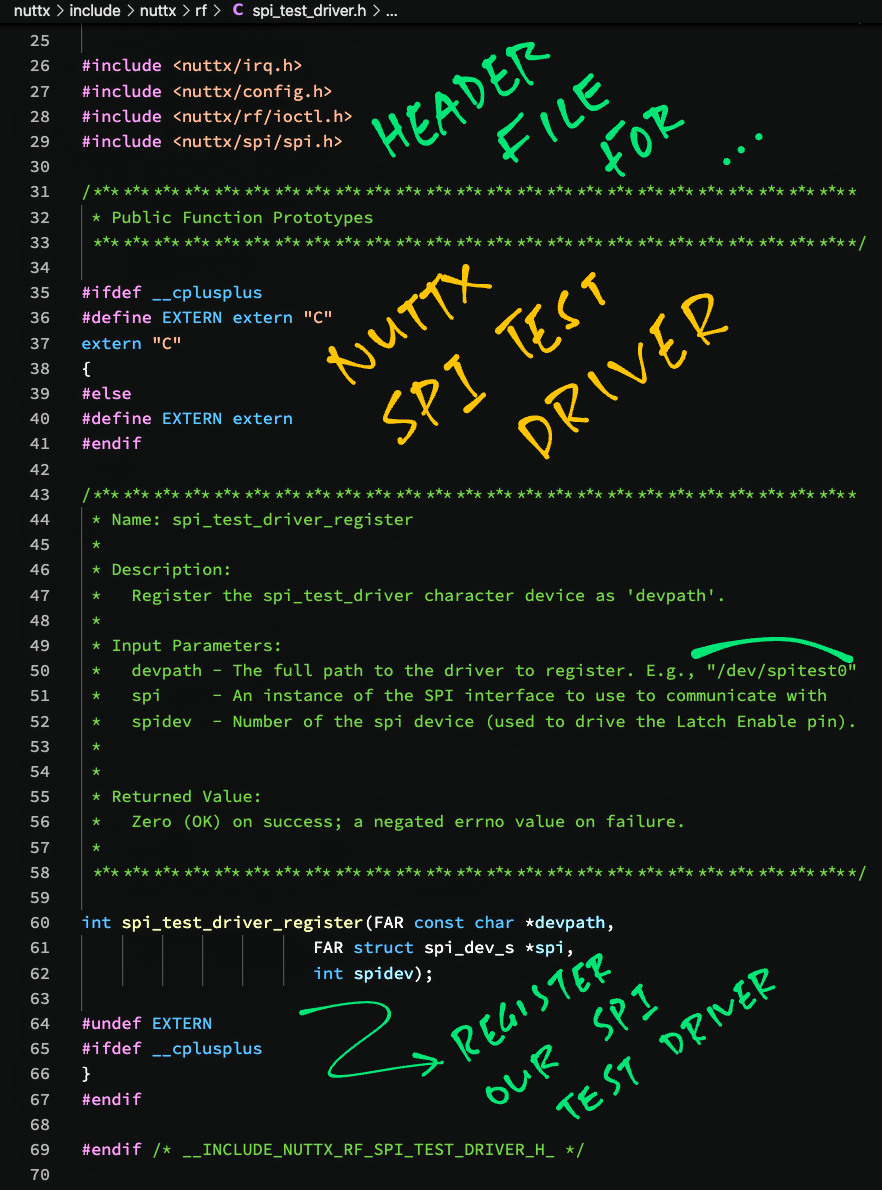 nuttx > include > nuttx > rf > C spi_test_driver.h > ...
25
26 #include <nuttx/irq.h>
27 #include <nuttx/config.h>
28 #include <nuttx/rf/ioctl.h>
29 #include <nuttx/spi/spi.h>
HEADER
FILE
FOR ...
30
31 /****************************************************************************
32 * Public Function Prototypes
33 ****************************************************************************/
34
35 #ifdef __cplusplus
36 #define EXTERN extern "C"
37 extern "C"
38 {
39 #else
40 #define EXTERN extern
41 #endif
NUTTX
SPI TEST
DRIVER
42
43 /****************************************************************************
44 * Name: spi_test_driver_register
45 *
46 * Description:
47 *   Register the spi_test_driver character device as 'devpath'.
48 *
49 * Input Parameters:
50 *   devpath - The full path to the driver to register. E.g., "/dev/spitest0"
51 *   spi     - An instance of the SPI interface to use to communicate with
52 *   spidev  - Number of the spi device (used to drive the Latch Enable pin).
53 *
54 *
55 * Returned Value:
56 *   Zero (OK) on success; a negated errno value on failure.
57 *
58 ****************************************************************************/
59
60 int spi_test_driver_register(FAR const char *devpath,
61                        FAR struct spi_dev_s *spi,
62                        int spidev);
63
64 #undef EXTERN
65 #ifdef __cplusplus
66 }
67 #endif
REGISTER
OUR SPI
TEST DRIVER
68
69 #endif /* __INCLUDE_NUTTX_RF_SPI_TEST_DRIVER_H_ */
70